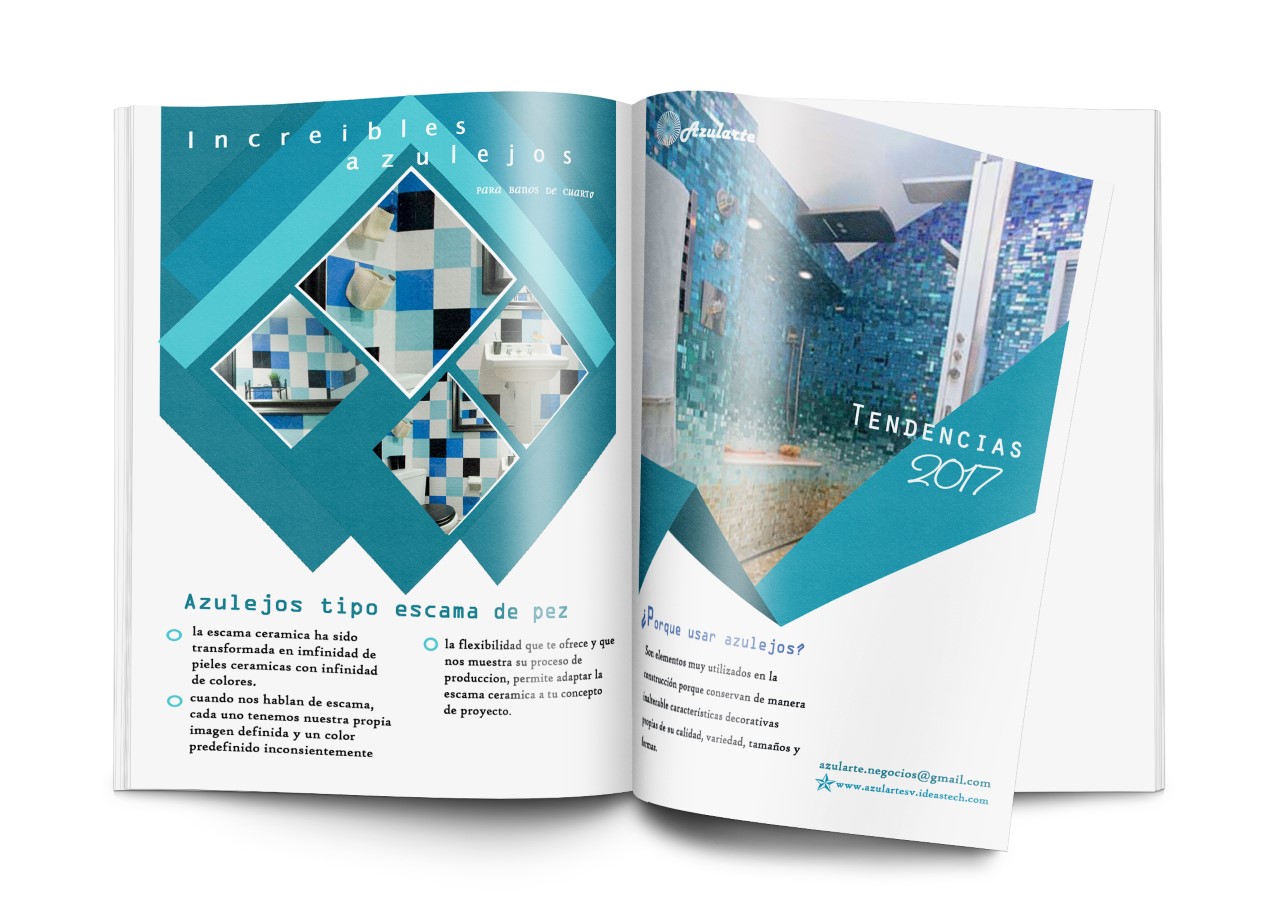 Increibles
azulejos
para banos de cuarto
Azulejos tipo escama de pez
la escama ceramica ha sido
transformada en imfinidad de
pieles ceramicas con infinidad
de colores.
cuando nos hablan de escama,
cada uno tenemos nuestra propia
imagen definida y un color
predefinido inconsientemente
la flexibilidad que te ofrece y que
nos muestra su proceso de
produccion, permite adaptar la
escama ceramica a tu concepto
de proyecto.
Azularte
Tendencias
2017
¿Porque usar azulejos?
Son elementos muy utilizados en la
construcción porque conservan de manera
inalterable características decorativas
propias de su calidad, variedad, tamaños y
formas.
azularte.negocios@gmail.com
www.azulartesv.ideastech.com